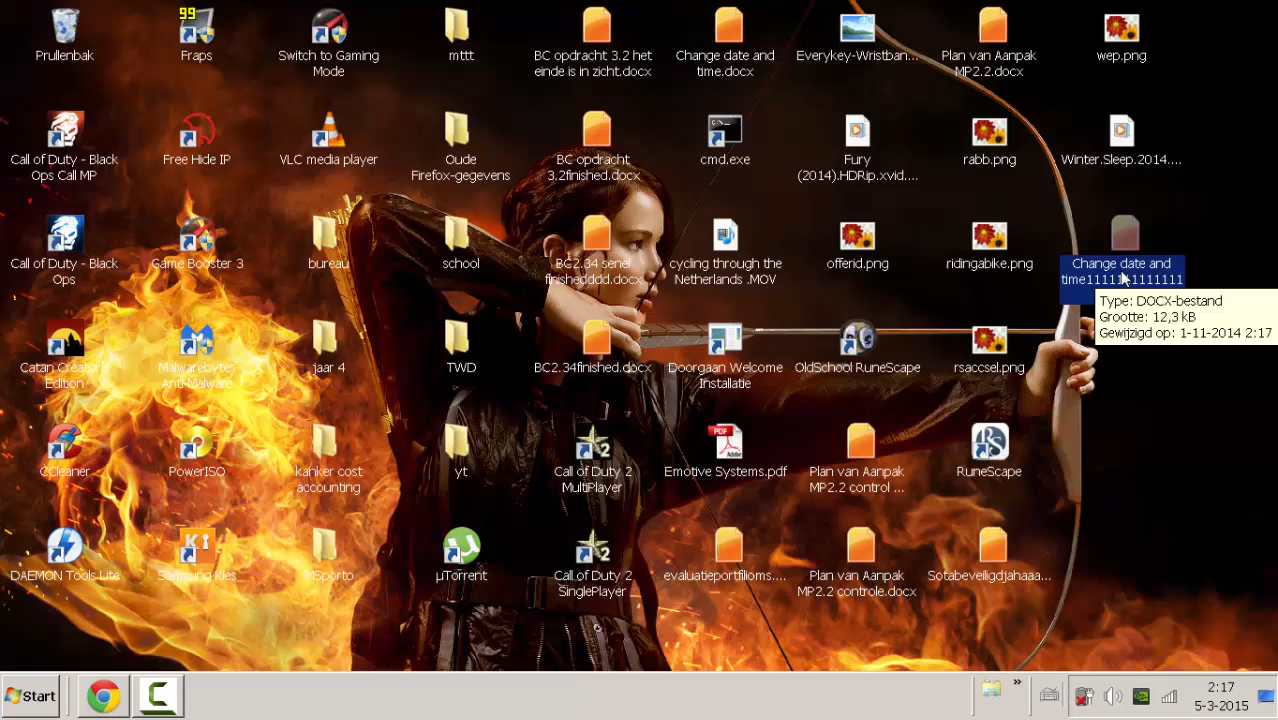 99
Prullenbak
Fraps
Switch to Gaming
Mode
mttt
BC opdracht 3.2 het
einde is in zicht.docx
Change date and
time.docx
Everykey-Wristban...
Plan van Aanpak
MP2.2.docx
wep.png
Call of Duty - Black
Ops Call MP
Free Hide IP
VLC media player
Oude
Firefox-gegevens
BC opdracht
3.2finished.docx
cmd.exe
Fury
(2014).HDRip.xvid....
rabb.png
Winter.Sleep.2014....
Call of Duty - Black
Ops
Game Booster 3
bureau
school
BC2.34 senel
finishedddd.docx
cycling through the
Netherlands .MOV
offerid.png
ridingabike.png
Change date and
time11111111111111
Type: DOCX-bestand
Grootte: 12,3 kB
Gewijzigd op: 1-11-2014 2:17
Catan Creator's
Edition
Malwarebytes
Anti-Malware
jaar 4
TWD
BC2.34finished.docx
Doorgaan Welcome
Installatie
OldSchool RuneScape
rsaccsel.png
CCleaner
PowerISO
kanker cost
accounting
yt
Call of Duty 2
MultiPlayer
Emotive Systems.pdf
Plan van Aanpak
MP2.2 control ...
RuneScape
DAEMON Tools Lite
Samsung Kies
MSporto
µTorrent
Call of Duty 2
SinglePlayer
evaluatieportfilioms....
Plan van Aanpak
MP2.2 controle.docx
Sotabeveiligdjahaaa...
Start
2:17
5-3-2015